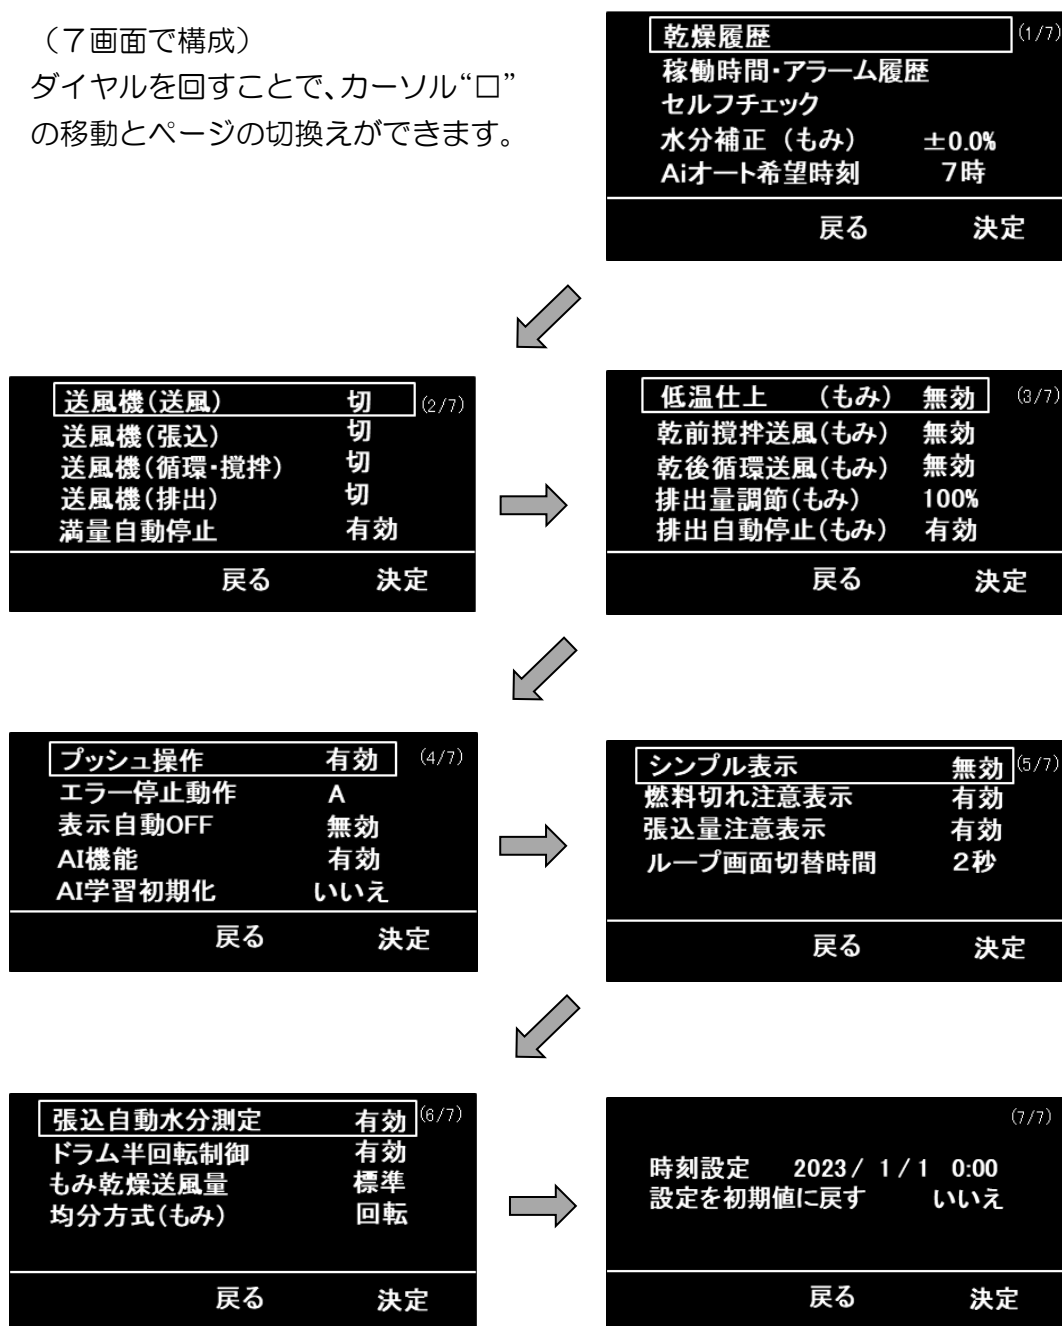 （７画面で構成）
ダイヤルを回すことで、カーソル“□”
の移動とページの切換えができます。
乾燥履歴 (1/7)
稼働時間・アラーム履歴
セルフチェック
水分補正（もみ） ±0.0%
Aiオート希望時刻 7時
戻る 決定
送風機(送風) 切 (2/7)
送風機(張込) 切
送風機(循環・撹拌) 切
送風機(排出) 切
満量自動停止 有効
戻る 決定
低温仕上 (もみ) 無効 (3/7)
乾前撹拌送風(もみ) 無効
乾後循環送風(もみ) 無効
排出量調節(もみ) 100%
排出自動停止(もみ) 有効
戻る 決定
プッシュ操作 有効 (4/7)
エラー停止動作 A
表示自動OFF 無効
AI機能 有効
AI学習初期化 いいえ
戻る 決定
シンプル表示 無効 (5/7)
燃料切れ注意表示 有効
張込量注意表示 有効
ループ画面切替時間 2秒
戻る 決定
張込自動水分測定 有効 (6/7)
ドラム半回転制御 有効
もみ乾燥送風量 標準
均分方式(もみ) 回転
戻る 決定
(7/7)
時刻設定 2023/ 1/1 0:00
設定を初期値に戻す いいえ
戻る 決定